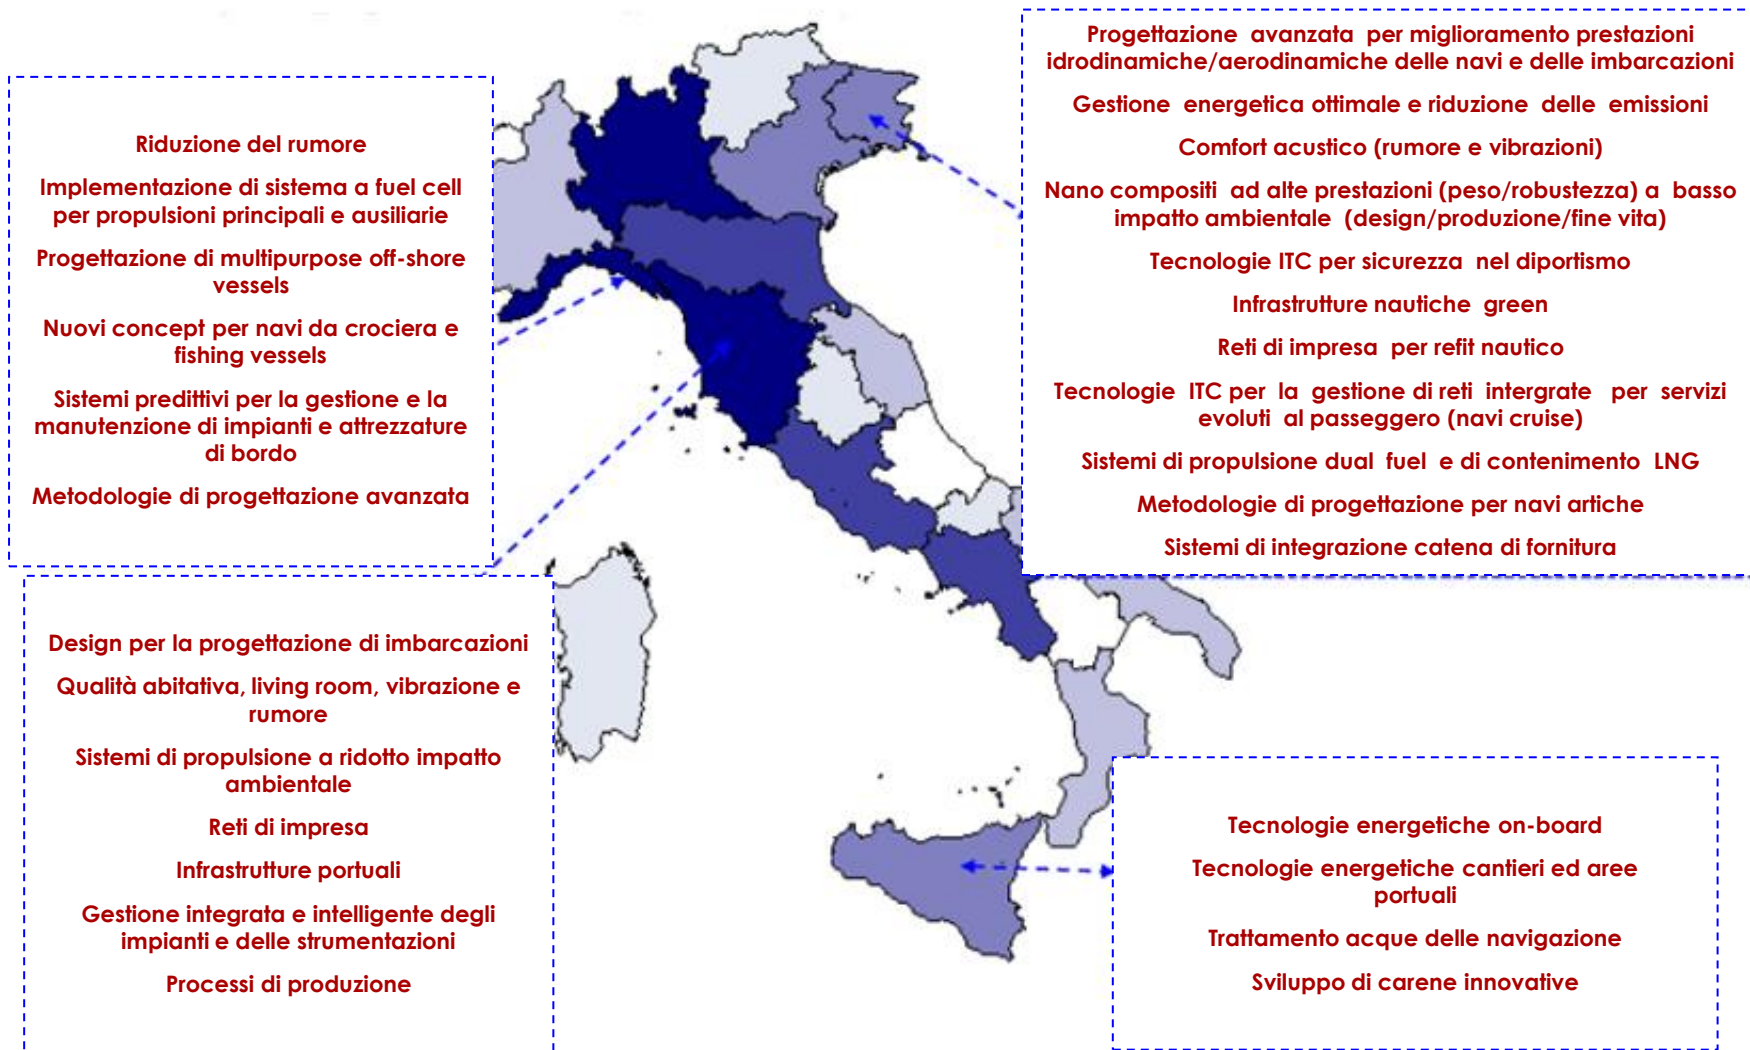 Riduzione del rumore
Implementazione di sistema a fuel cell
per propulsioni principali e ausiliarie
Progettazione di multipurpose off-shore
vessels
Nuovi concept per navi da crociera e
fishing vessels
Sistemi predittivi per la gestione e la
manutenzione di impianti e attrezzature
di bordo
Metodologie di progettazione avanzata
Progettazione avanzata per miglioramento prestazioni
idrodinamiche/aerodinamiche delle navi e delle imbarcazioni
Gestione energetica ottimale e riduzione delle emissioni
Comfort acustico (rumore e vibrazioni)
Nano compositi ad alte prestazioni (peso/robustezza) a basso
impatto ambientale (design/produzione/fine vita)
Tecnologie ITC per sicurezza nel diportismo
Infrastrutture nautiche green
Reti di impresa per refit nautico
Tecnologie ITC per la gestione di reti intergrate per servizi
evoluti al passeggero (navi cruise)
Sistemi di propulsione dual fuel e di contenimento LNG
Metodologie di progettazione per navi artiche
Sistemi di integrazione catena di fornitura
Design per la progettazione di imbarcazioni
Qualità abitativa, living room, vibrazione e
rumore
Sistemi di propulsione a ridotto impatto
ambientale
Reti di impresa
Infrastrutture portuali
Gestione integrata e intelligente degli
impianti e delle strumentazioni
Processi di produzione
Tecnologie energetiche on-board
Tecnologie energetiche cantieri ed aree
portuali
Trattamento acque delle navigazione
Sviluppo di carene innovative